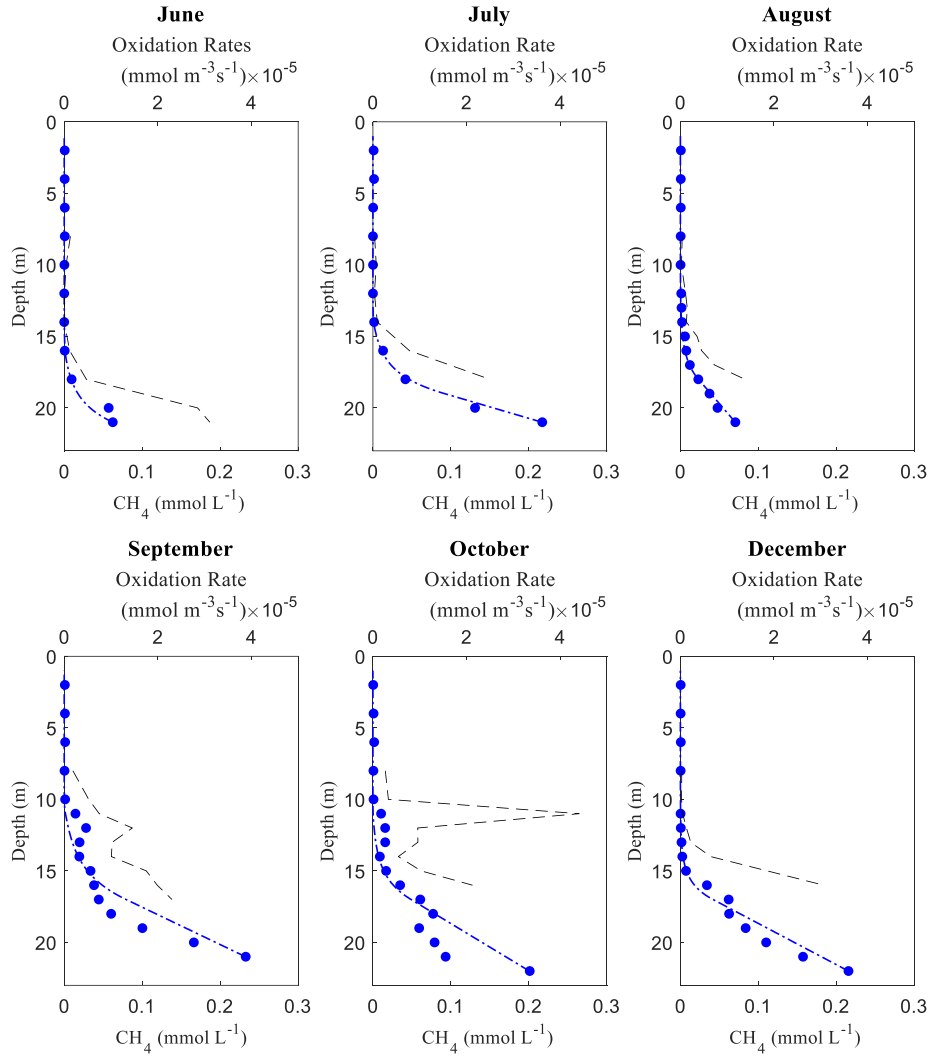 June
Oxidation Rates
(mmol m-3s-1)×10-5
0 2 4
0
5
10
15
20
Depth (m)
0 0.1 0.2 0.3
CH4 (mmol L-1)
July
Oxidation Rate
(mmol m-3s-1)×10-5
0 2 4
0
5
10
15
20
Depth (m)
0 0.1 0.2 0.3
CH4 (mmol L-1)
August
Oxidation Rate
(mmol m-3s-1)×10-5
0 2 4
0
5
10
15
20
Depth (m)
0 0.1 0.2 0.3
CH4(mmol L-1)
September
Oxidation Rate
(mmol m-3s-1)×10-5
0 2 4
0
5
10
15
20
Depth (m)
0 0.1 0.2 0.3
CH4 (mmol L-1)
October
Oxidation Rate
(mmol m-3s-1)×10-5
0 2 4
0
5
10
15
20
Depth (m)
0 0.1 0.2 0.3
CH4 (mmol L-1)
December
Oxidation Rate
(mmol m-3s-1)×10-5
0 2 4
0
5
10
15
20
Depth (m)
0 0.1 0.2 0.3
CH4 (mmol L-1)